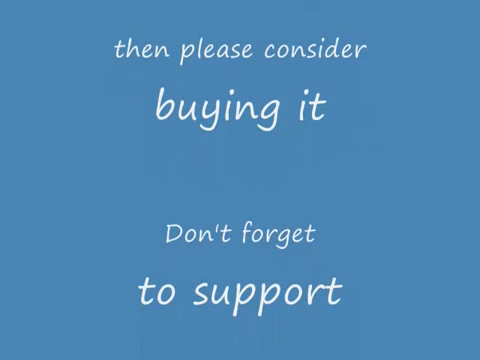 then please consider
buying it
Don't forget
to support